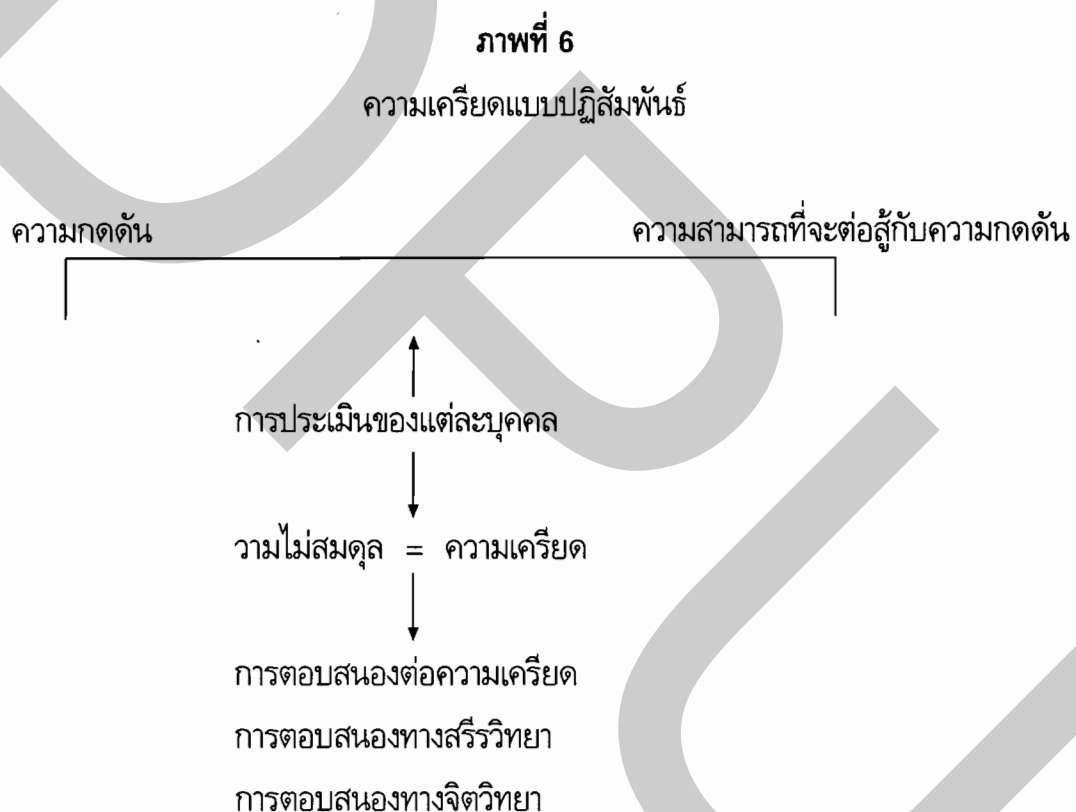 ภาพที่ 6
ความเครียดแบบปฏิสัมพันธ์
ความกดดัน ความสามารถที่จะต่อสู้กับความกดดัน
การประเมินของแต่ละบุคคล
วามไม่สมดุล = ความเครียด
การตอบสนองต่อความเครียด
การตอบสนองทางสรีรวิทยา
การตอบสนองทางจิตวิทยา
DPU